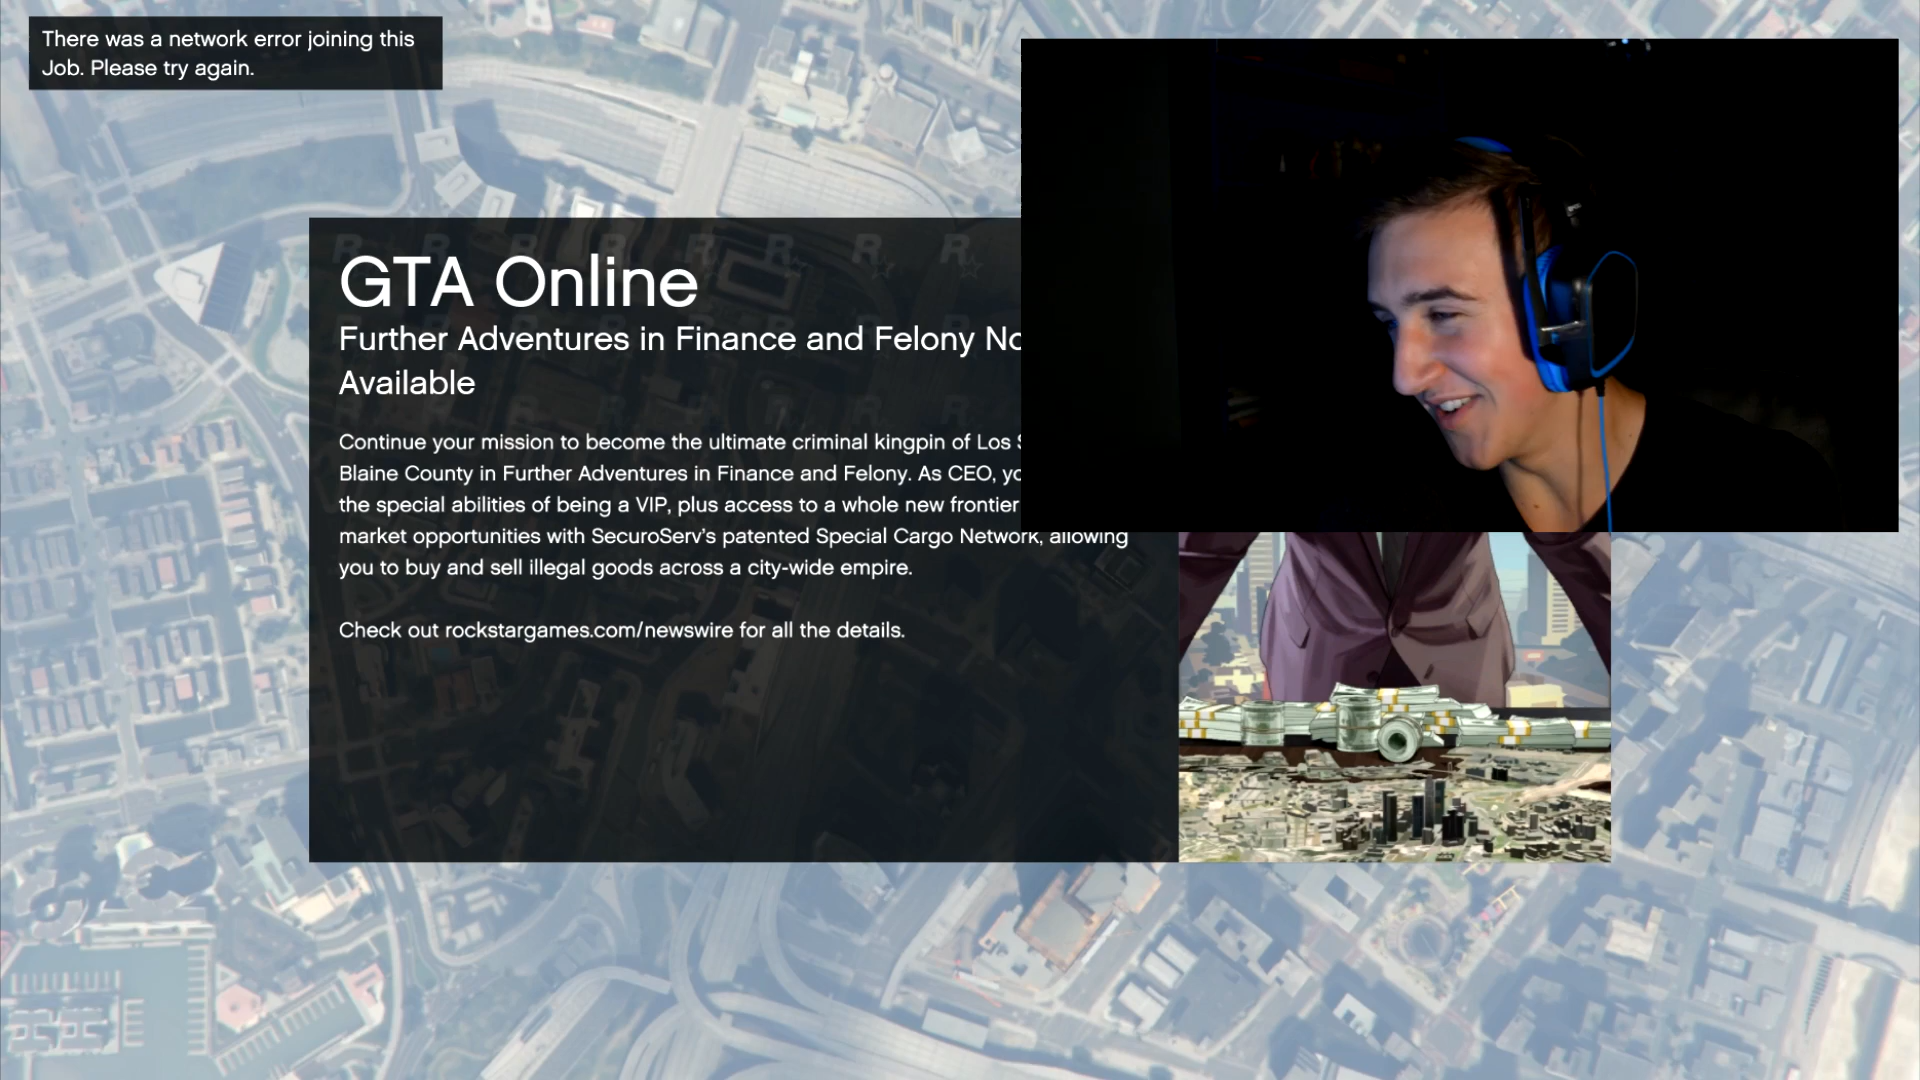 There was a network error joining this
Job. Please try again.
GTA Online
Further Adventures in Finance and Felony
Available
Continue your mission to become the ultimate criminal kingpin of Los
Blaine County in Further Adventures in Finance and Felony. As CEO,
the special abilities of being a VIP, plus access to a whole new frontier
market opportunities with SecuroServ's patented Special Cargo Network, allowing
you to buy and sell illegal goods across a city-wide empire.
Check out rockstargames.com/newswire for all the details.